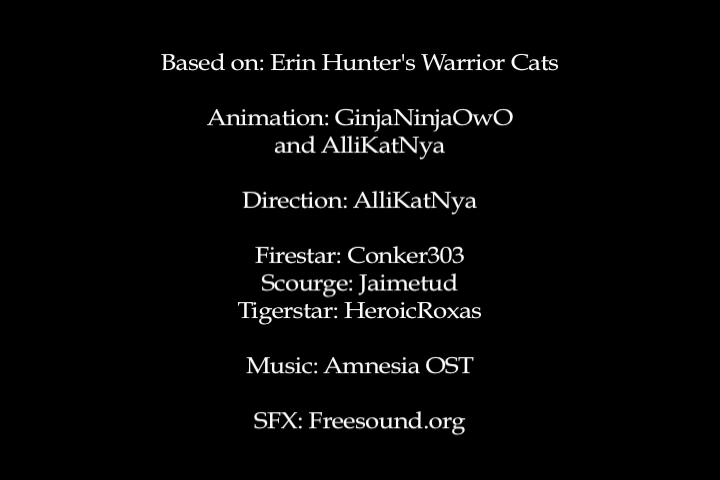 Based on: Erin Hunter's Warrior Cats
Animation: GinjaNinjaOwO
and AlliKatNya
Direction: AlliKatNya
Firestar: Conker303
Scourge: Jaimetud
Tigerstar: HeroicRoxas
Music: Amnesia OST
SFX: Freesound.org